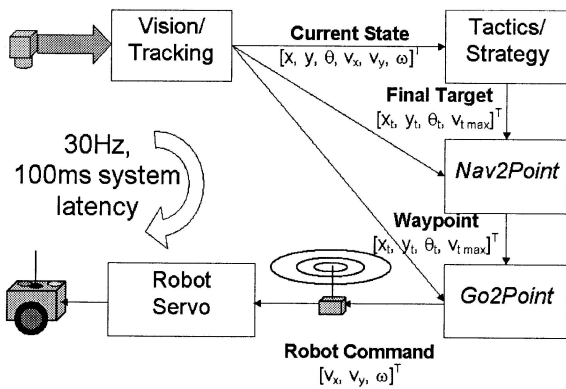 Vision/
Tracking
Current State
[x, y, θ, vx, vy, ω]T
Tactics/
Strategy
Final Target
[xt, yt, θt, vt max]T
30Hz,
100ms system
latency
Nav2Point
Waypoint
[xt, yt, θt, vt max]T
Robot
Servo
Go2Point
Robot Command
[vx, vy, ω]T